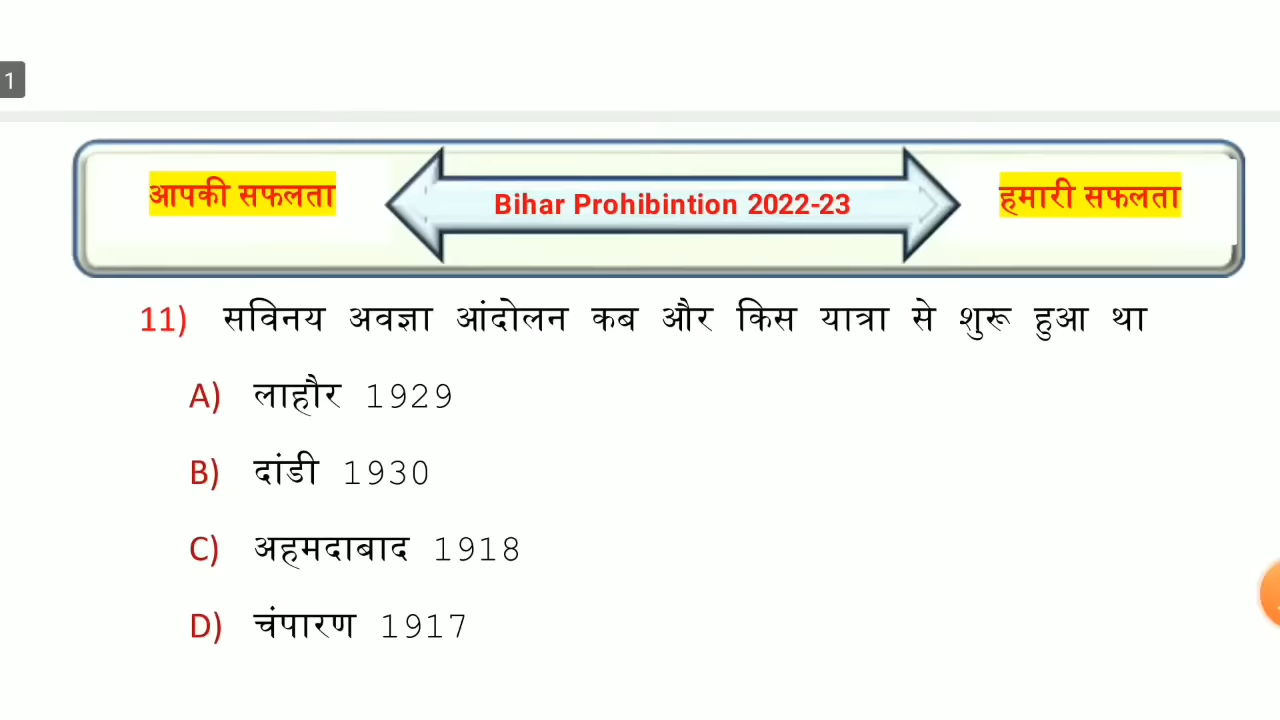 1
आपकी सफलता
Bihar Prohibintion 2022-23
हमारी सफलता
11) सविनय अवज्ञा आंदोलन कब और किस यात्रा से शुरू हुआ था
A) लाहौर 1929
B) दांडी 1930
C) अहमदाबाद 1918
D) चंपारण 1917